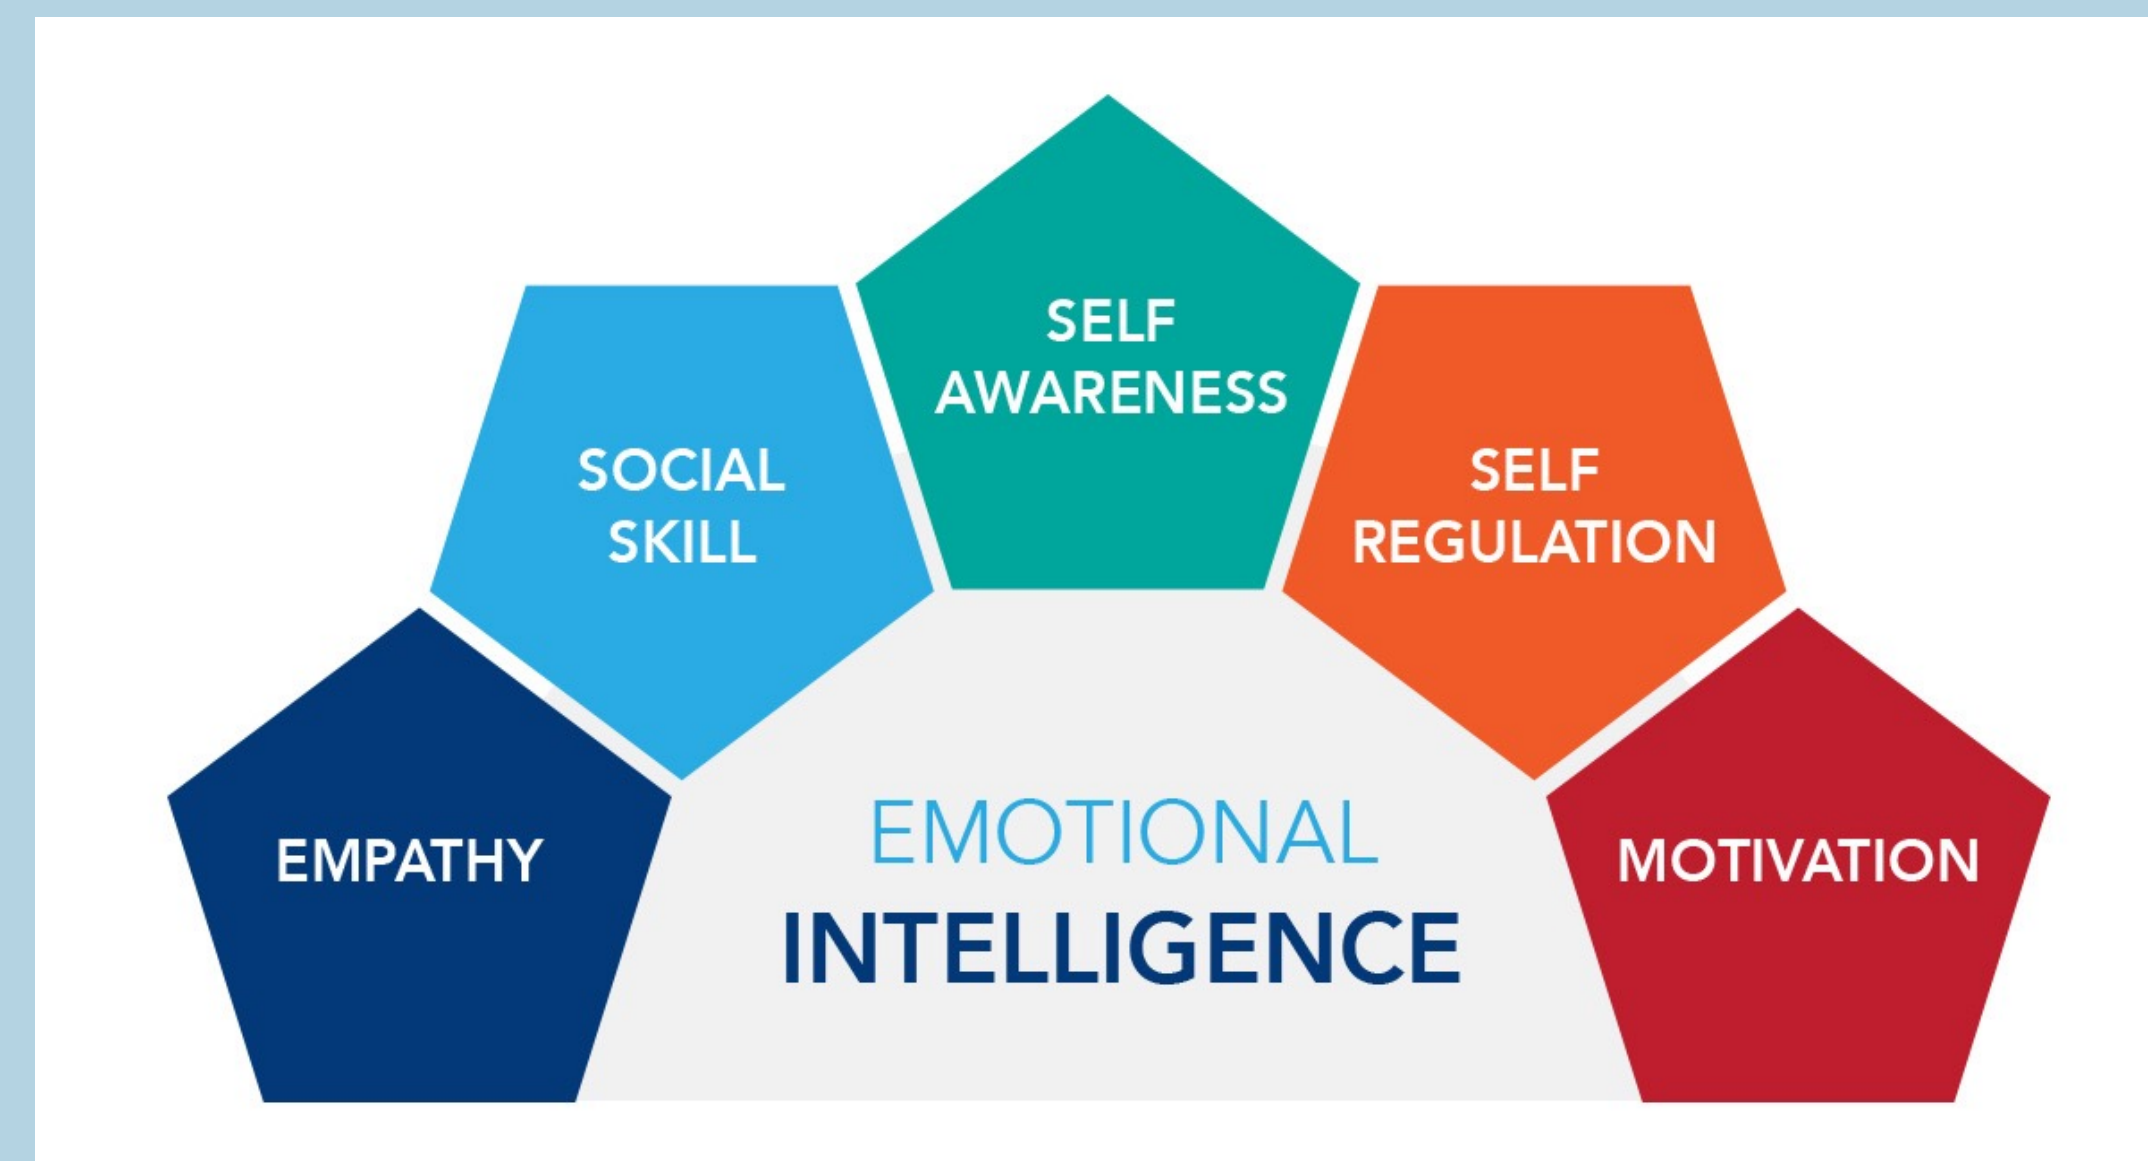 SELF
AWARENESS
SOCIAL
SKILL
SELF
REGULATION
EMPATHY
EMOTIONAL
INTELLIGENCE
MOTIVATION